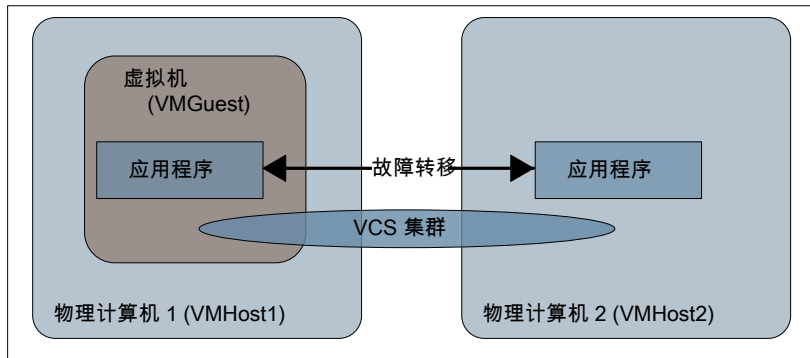 虚拟机
(VMGuest)
应用程序
故障转移
应用程序
VCS 集群
物理计算机 1 (VMHost1)
物理计算机 2 (VMHost2)